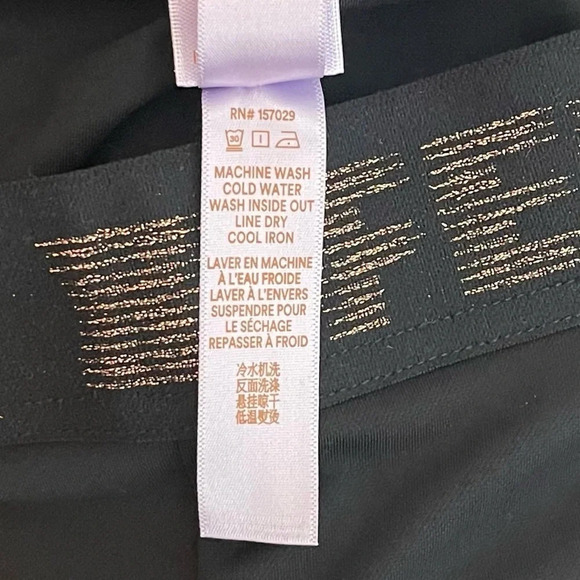 RN# 157029
30
MACHINE WASH
COLD WATER
WASH INSIDE OUT
LINE DRY
COOL IRON
LAVER EN MACHINE
À L'EAU FROIDE
LAVER À L'ENVERS
SUSPENDRE POUR
LE SÉCHAGE
REPASSER À FROID
冷水机洗
反面洗涤
悬挂晾干
低温熨烫